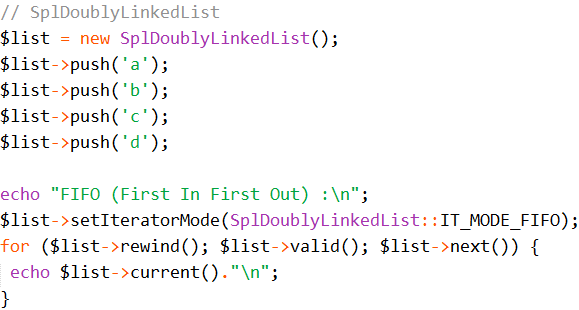 // SplDoublyLinkedList
$list = new SplDoublyLinkedList();
$list->push('a');
$list->push('b');
$list->push('c');
$list->push('d');

echo "FIFO (First In First Out) :\n";
$list->setIteratorMode(SplDoublyLinkedList::IT_MODE_FIFO);
for ($list->rewind(); $list->valid(); $list->next()) {
 echo $list->current()."\n";
}